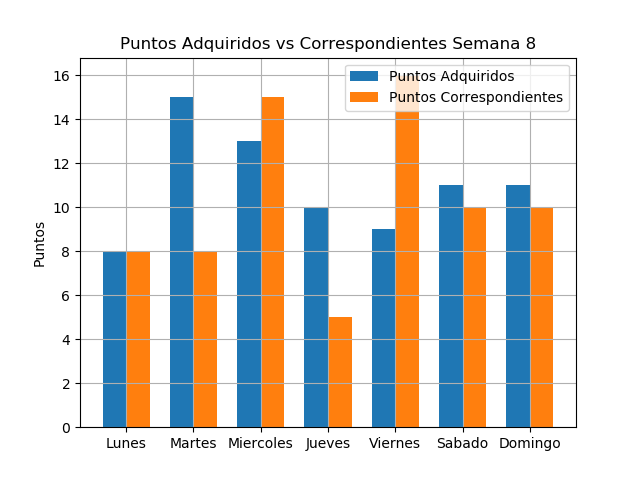 Puntos Adquiridos vs Correspondientes Semana 8
Puntos Adquiridos
Puntos Correspondientes
Puntos
16
14
12
10
8
6
4
2
0
Lunes Martes Miercoles Jueves Viernes Sabado Domingo